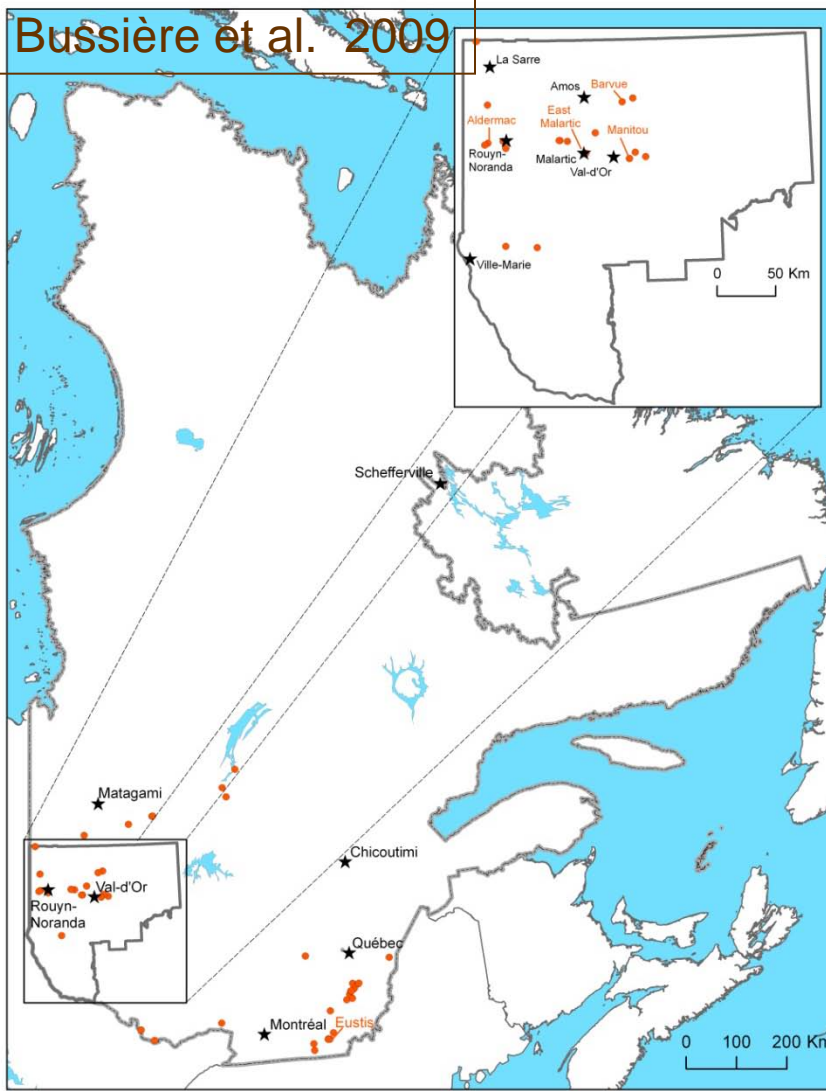 Bussière et al. 2009
La Sarre
Amos
Barvue
Aldermac
East
Malartic
Manitou
Rouyn-
Noranda
Malartic
Val-d'Or
Ville-Marie
0 50 Km
Schefferville
Matagami
Chicoutimi
Val-d'Or
Rouyn-
Noranda
Québec
Montréal
Eustis
0 100 200 Km